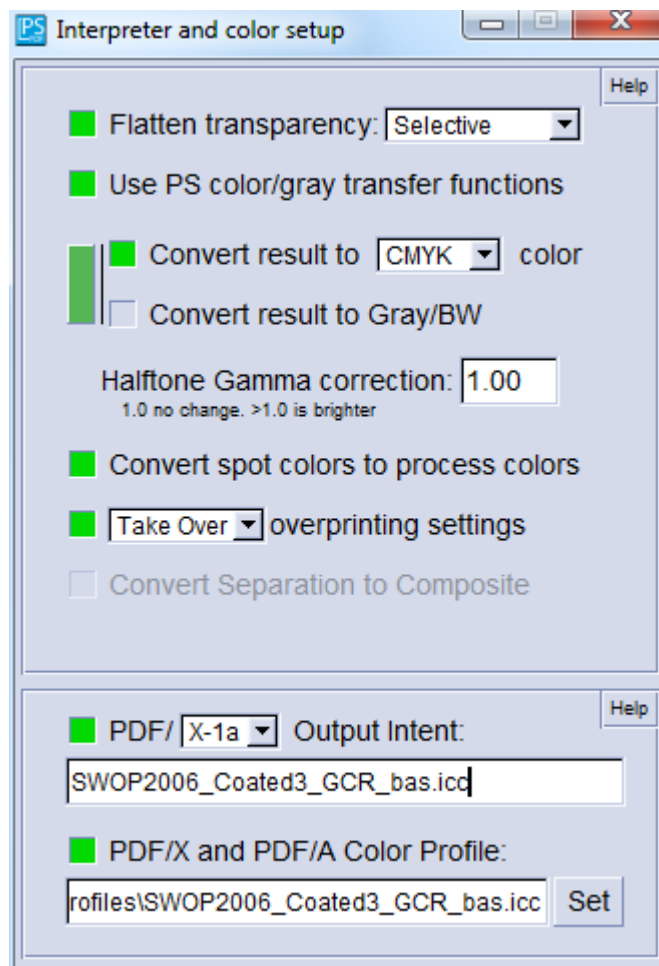 PS Interpreter and color setup
Help
Flatten transparency: Selective
Use PS color/gray transfer functions
Convert result to CMYK color
Convert result to Gray/BW
Halftone Gamma correction: 1.00
1.0 no change. >1.0 is brighter
Convert spot colors to process colors
Take Over overprinting settings
Convert Separation to Composite
Help
PDF/ X-1a Output Intent:
SWOP2006_Coated3_GCR_bas.icc
PDF/X and PDF/A Color Profile:
rofiles\SWOP2006_Coated3_GCR_bas.icc Set